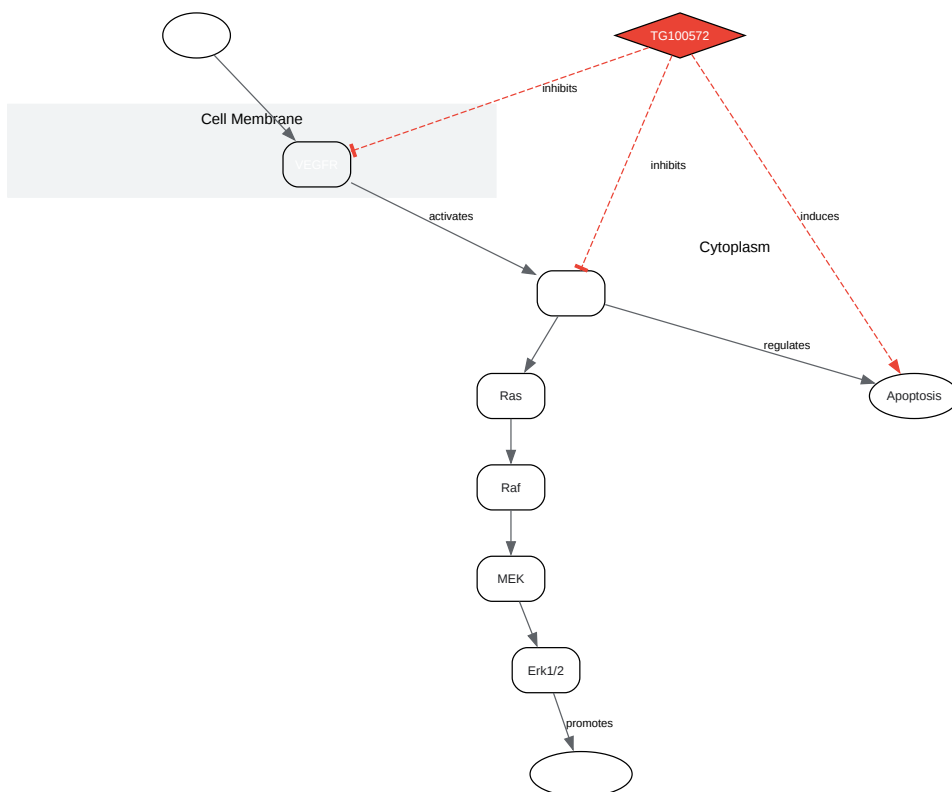 TG100572
inhibits
Cell Membrane
VEGFR
inhibits
activates
induces
Cytoplasm
regulates
Ras
Apoptosis
Raf
MEK
Erk1/2
promotes